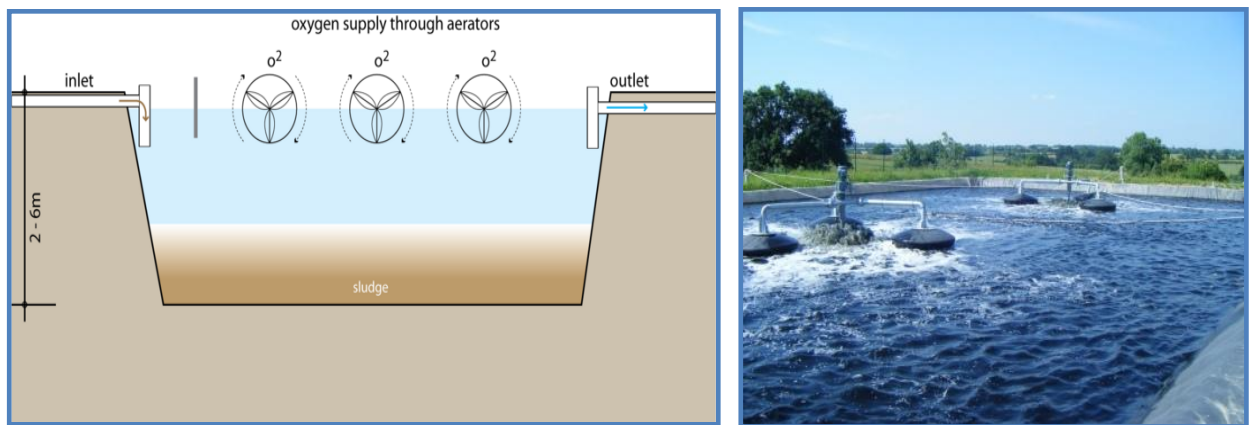 oxygen supply through aerators
o²
o²
o²
inlet
outlet
2 - 6m
sludge